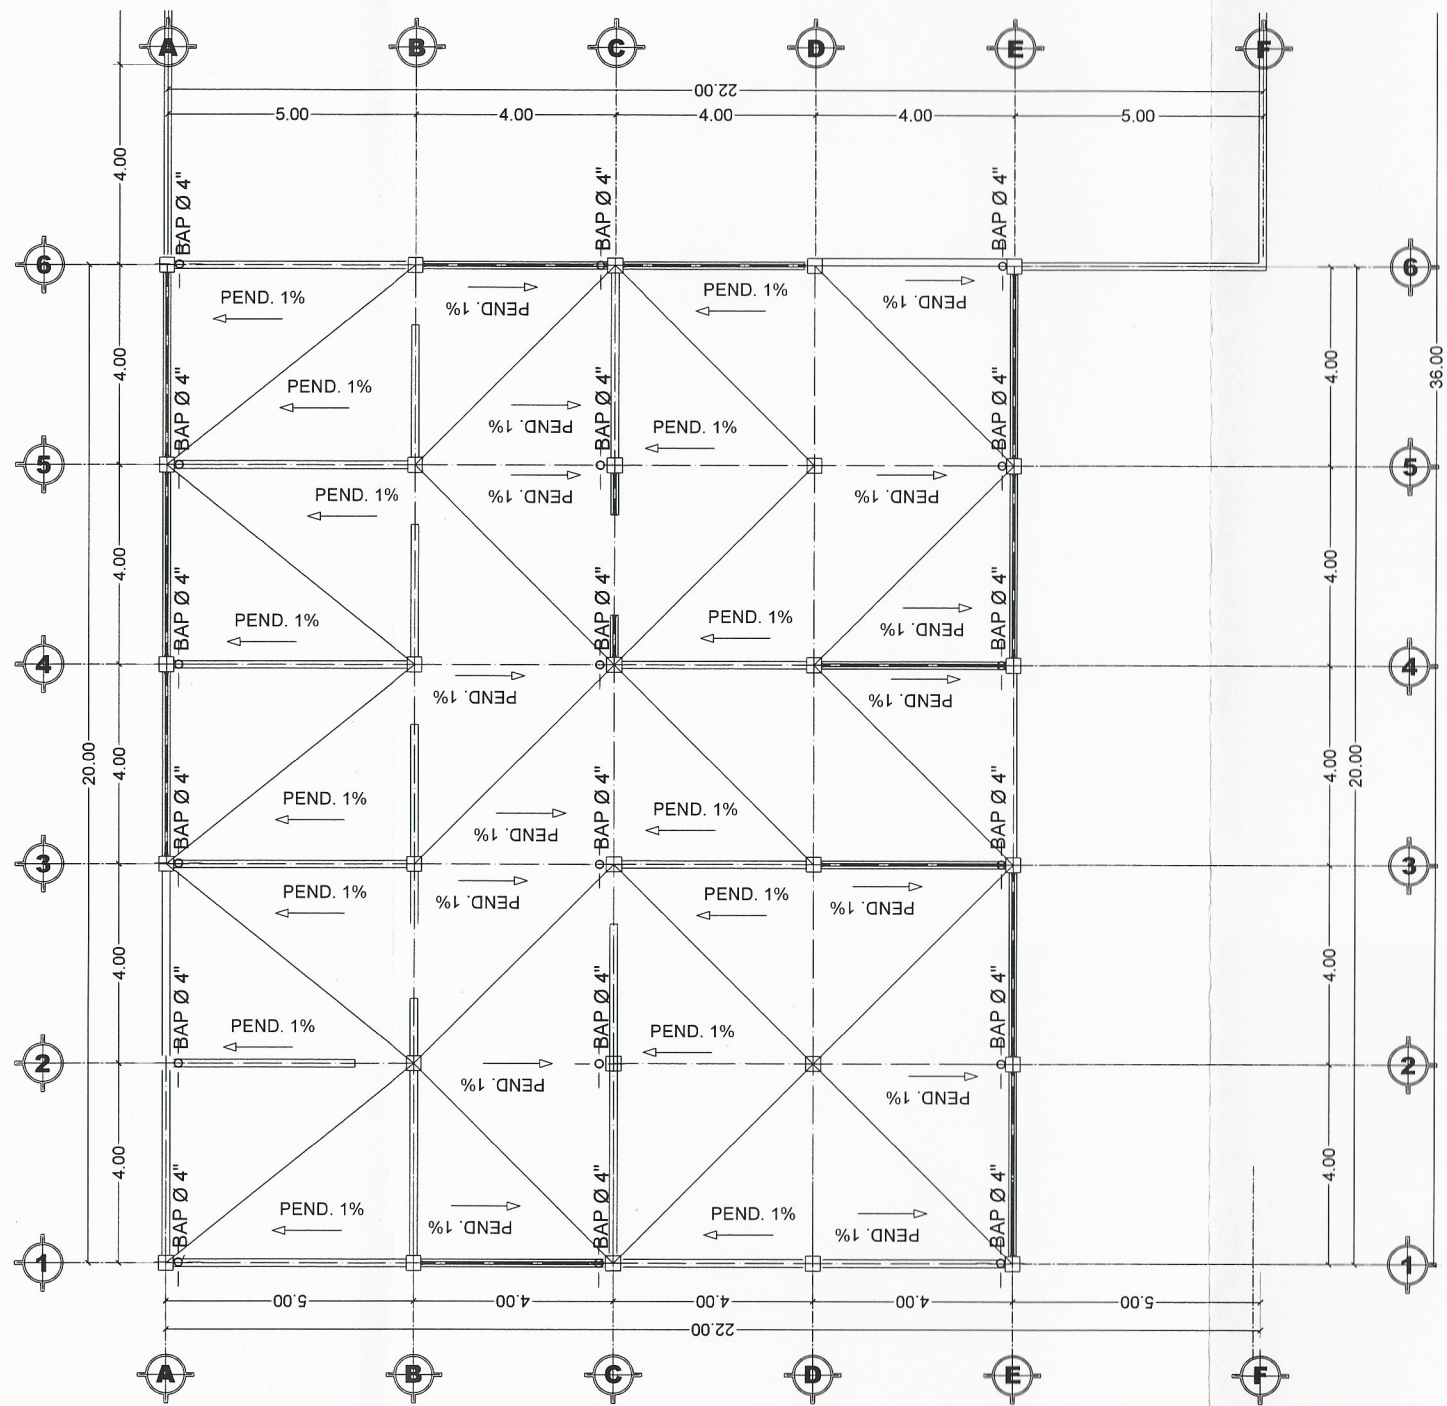 A B C D E F
22.00
5.00 4.00 4.00 4.00 5.00
4.00
BAP Ø 4" BAP Ø 4" BAP Ø 4"
6 6
PEND. 1% PEND. 1% PEND. 1% PEND. 1%
4.00 4.00 36.00
BAP Ø 4" BAP Ø 4" BAP Ø 4"
PEND. 1% PEND. 1% PEND. 1%
5 5
PEND. 1% PEND. 1% PEND. 1%
4.00 4.00
BAP Ø 4" BAP Ø 4" BAP Ø 4"
PEND. 1% PEND. 1% PEND. 1%
4 4
PEND. 1% PEND. 1%
20.00 4.00 4.00 20.00
BAP Ø 4" BAP Ø 4" BAP Ø 4"
PEND. 1% PEND. 1% PEND. 1%
3 3
PEND. 1% PEND. 1% PEND. 1% PEND. 1%
4.00 4.00
BAP Ø 4" BAP Ø 4" BAP Ø 4"
PEND. 1% PEND. 1%
2 2
PEND. 1% PEND. 1%
4.00 4.00
BAP Ø 4" BAP Ø 4" BAP Ø 4"
PEND. 1% PEND. 1% PEND. 1% PEND. 1%
1 1
5.00 4.00 4.00 4.00 5.00
22.00
A B C D E F